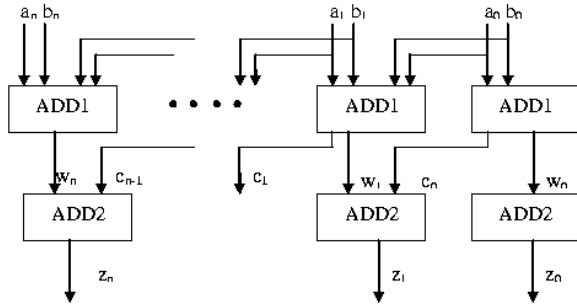 aₙ bₙ a₁ b₁ a₀ b₀
ADD1 • • • • ADD1 ADD1
wₙ cₙ₋₁ c₁ w₁ c₀ w₀
ADD2 ADD2 ADD2
zₙ z₁ z₀